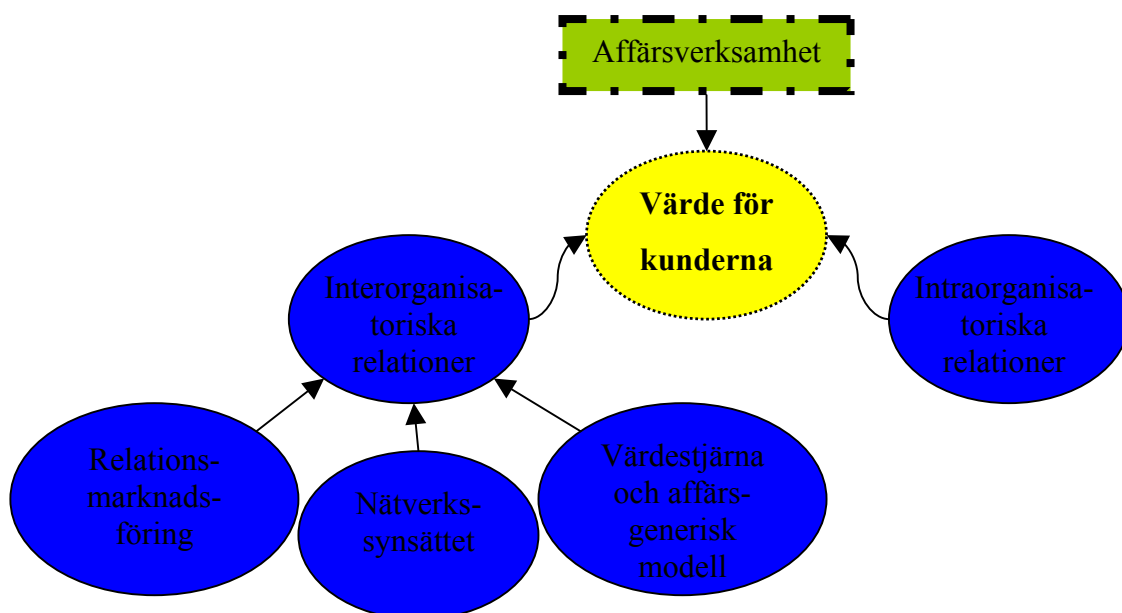 Affärsverksamhet
Värde för
kunderna
Interorganisa-
toriska
relationer
Intraorganisa-
toriska
relationer
Relations-
marknads-
föring
Nätverks-
synsättet
Värdestjärna
och affärs-
generisk
modell